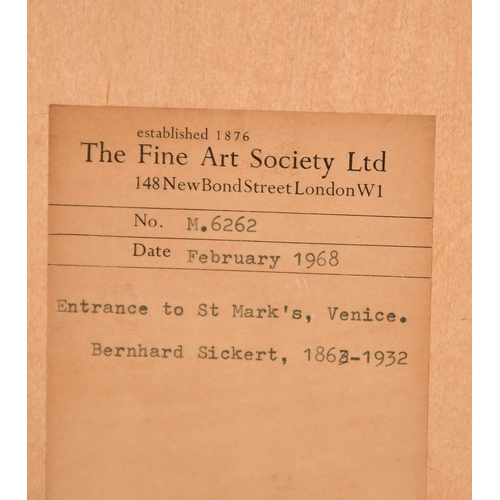 established 1876
The Fine Art Society Ltd
148 New Bond Street London W1
No. M.6262
Date February 1968
Entrance to St Mark's, Venice.
Bernhard Sickert, 1863-1932